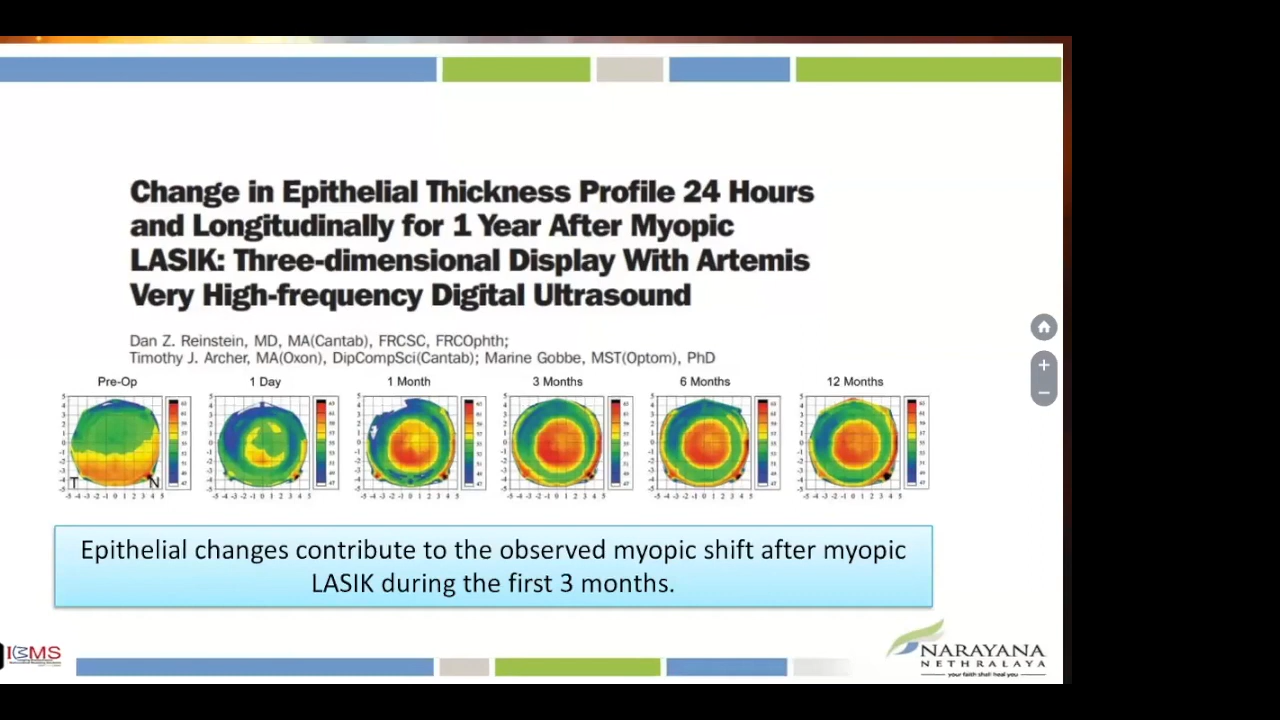 Change in Epithelial Thickness Profile 24 Hours
and Longitudinally for 1 Year After Myopic
LASIK: Three-dimensional Display With Artemis
Very High-frequency Digital Ultrasound
Dan Z. Reinstein, MD, MA(Cantab), FRCSC, FRCOphth;
Timothy J. Archer, MA(Oxon), DipCompSci(Cantab); Marine Gobbe, MST(Optom), PhD
Pre-Op 1 Day 1 Month 3 Months 6 Months 12 Months
T N
Epithelial changes contribute to the observed myopic shift after myopic
LASIK during the first 3 months.
NARAYANA
NETHRALAYA
your faith shall heal you